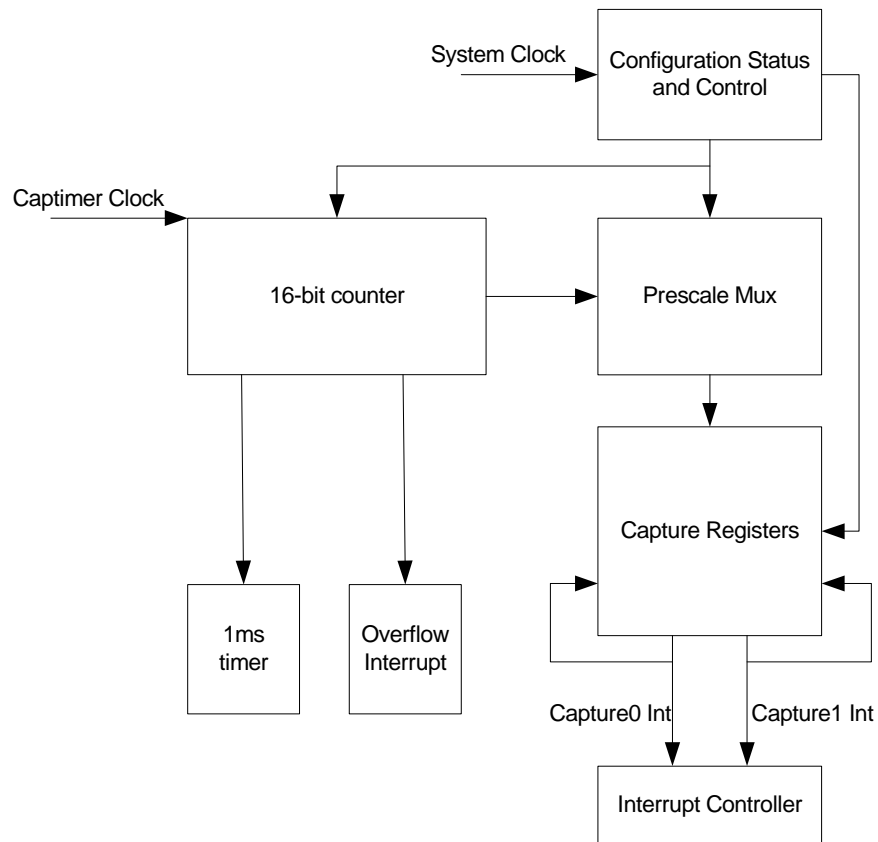 System Clock
Configuration Status
and Control
Captimer Clock
16-bit counter
Prescale Mux
Capture Registers
1ms
timer
Overflow
Interrupt
Capture0 Int
Capture1 Int
Interrupt Controller